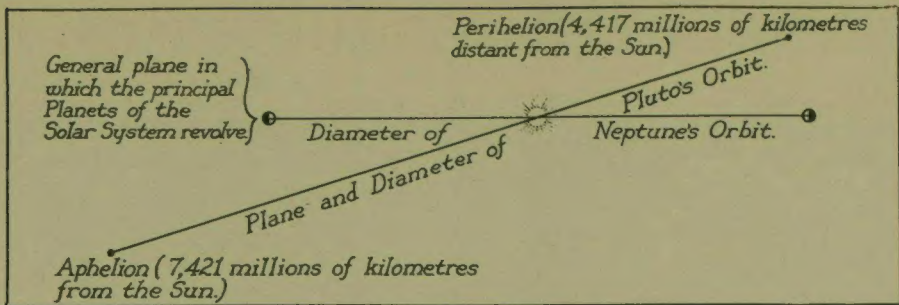 Perihelion (4,417 millions of kilometres
distant from the Sun.)
General plane in
which the principal
Planets of the
Solar System revolve
Pluto's Orbit.
Diameter of
Neptune's Orbit.
Plane and Diameter of
Aphelion (7,421 millions of kilometres
from the Sun.)